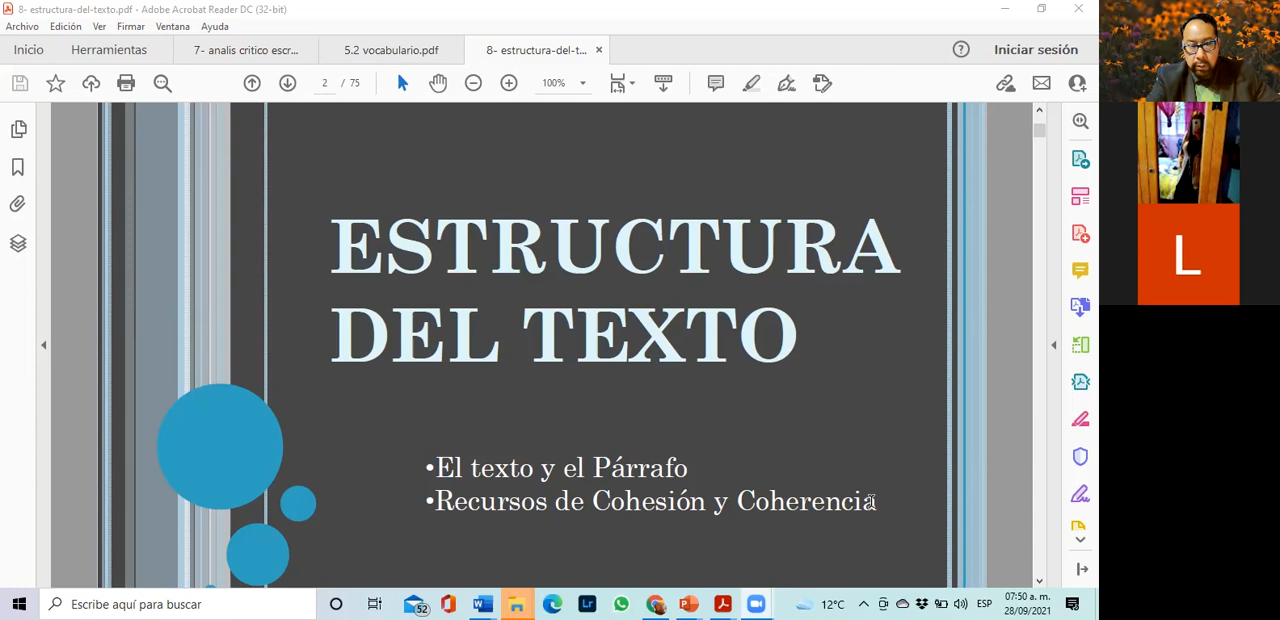 8- estructura-del-texto.pdf - Adobe Acrobat Reader DC (32-bit)
Archivo Edición Ver Firmar Ventana Ayuda
Inicio Herramientas 7- analis critico escr... 5.2 vocabulario.pdf 8- estructura-del-t... × Iniciar sesión
2 / 75 100%
ESTRUCTURA
DEL TEXTO
•El texto y el Párrafo
•Recursos de Cohesión y Coherencia
L
Escribe aquí para buscar 52 12°C ESP 07:50 a. m.
28/09/2021